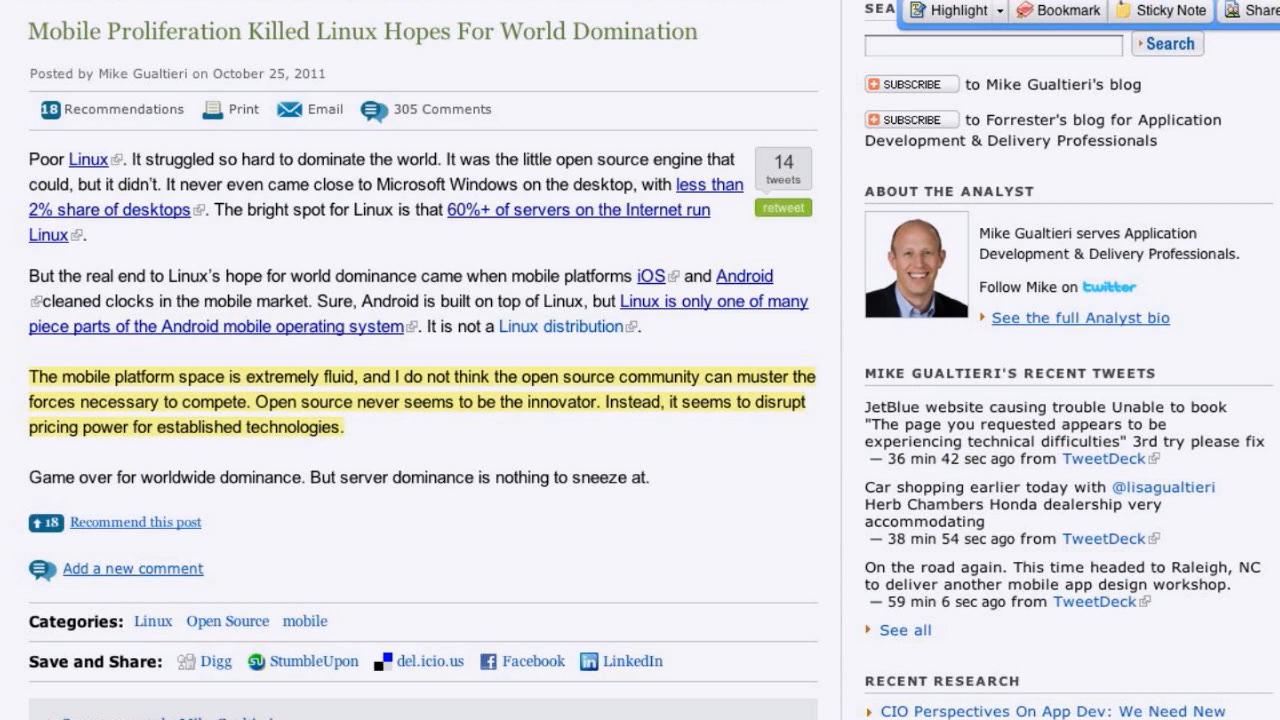 Mobile Proliferation Killed Linux Hopes For World Domination
Posted by Mike Gualtieri on October 25, 2011
18 Recommendations Print Email 305 Comments
Poor Linux. It struggled so hard to dominate the world. It was the little open source engine that
could, but it didn't. It never even came close to Microsoft Windows on the desktop, with less than
2% share of desktops. The bright spot for Linux is that 60%+ of servers on the Internet run
Linux.
14
tweets
retweet
But the real end to Linux's hope for world dominance came when mobile platforms iOS and Android
cleaned clocks in the mobile market. Sure, Android is built on top of Linux, but Linux is only one of many
piece parts of the Android mobile operating system. It is not a Linux distribution.
The mobile platform space is extremely fluid, and I do not think the open source community can muster the
forces necessary to compete. Open source never seems to be the innovator. Instead, it seems to disrupt
pricing power for established technologies.
Game over for worldwide dominance. But server dominance is nothing to sneeze at.
18 Recommend this post
Add a new comment
Categories: Linux Open Source mobile
Save and Share: Digg StumbleUpon del.icio.us Facebook LinkedIn
Highlight Bookmark Sticky Note Share
Search
SUBSCRIBE to Mike Gualtieri's blog
SUBSCRIBE to Forrester's blog for Application
Development & Delivery Professionals
ABOUT THE ANALYST
Mike Gualtieri serves Application
Development & Delivery Professionals.
Follow Mike on twitter
See the full Analyst bio
MIKE GUALTIERI'S RECENT TWEETS
JetBlue website causing trouble Unable to book
"The page you requested appears to be
experiencing technical difficulties" 3rd try please fix
— 36 min 42 sec ago from TweetDeck
Car shopping earlier today with @lisagualtieri
Herb Chambers Honda dealership very
accommodating
— 38 min 54 sec ago from TweetDeck
On the road again. This time headed to Raleigh, NC
to deliver another mobile app design workshop.
— 59 min 6 sec ago from TweetDeck
See all
RECENT RESEARCH
CIO Perspectives On App Dev: We Need New